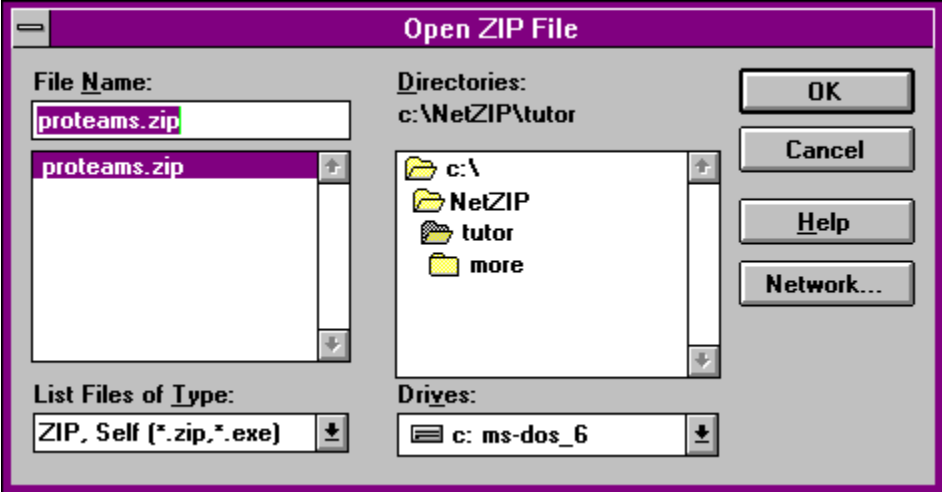 Open ZIP File
File Name:
proteams.zip
proteams.zip
List Files of Type:
ZIP, Self (*.zip,*.exe)
Directories:
c:\NetZIP\tutor
c:\
NetZIP
tutor
more
Drives:
c: ms-dos_6
OK
Cancel
Help
Network...